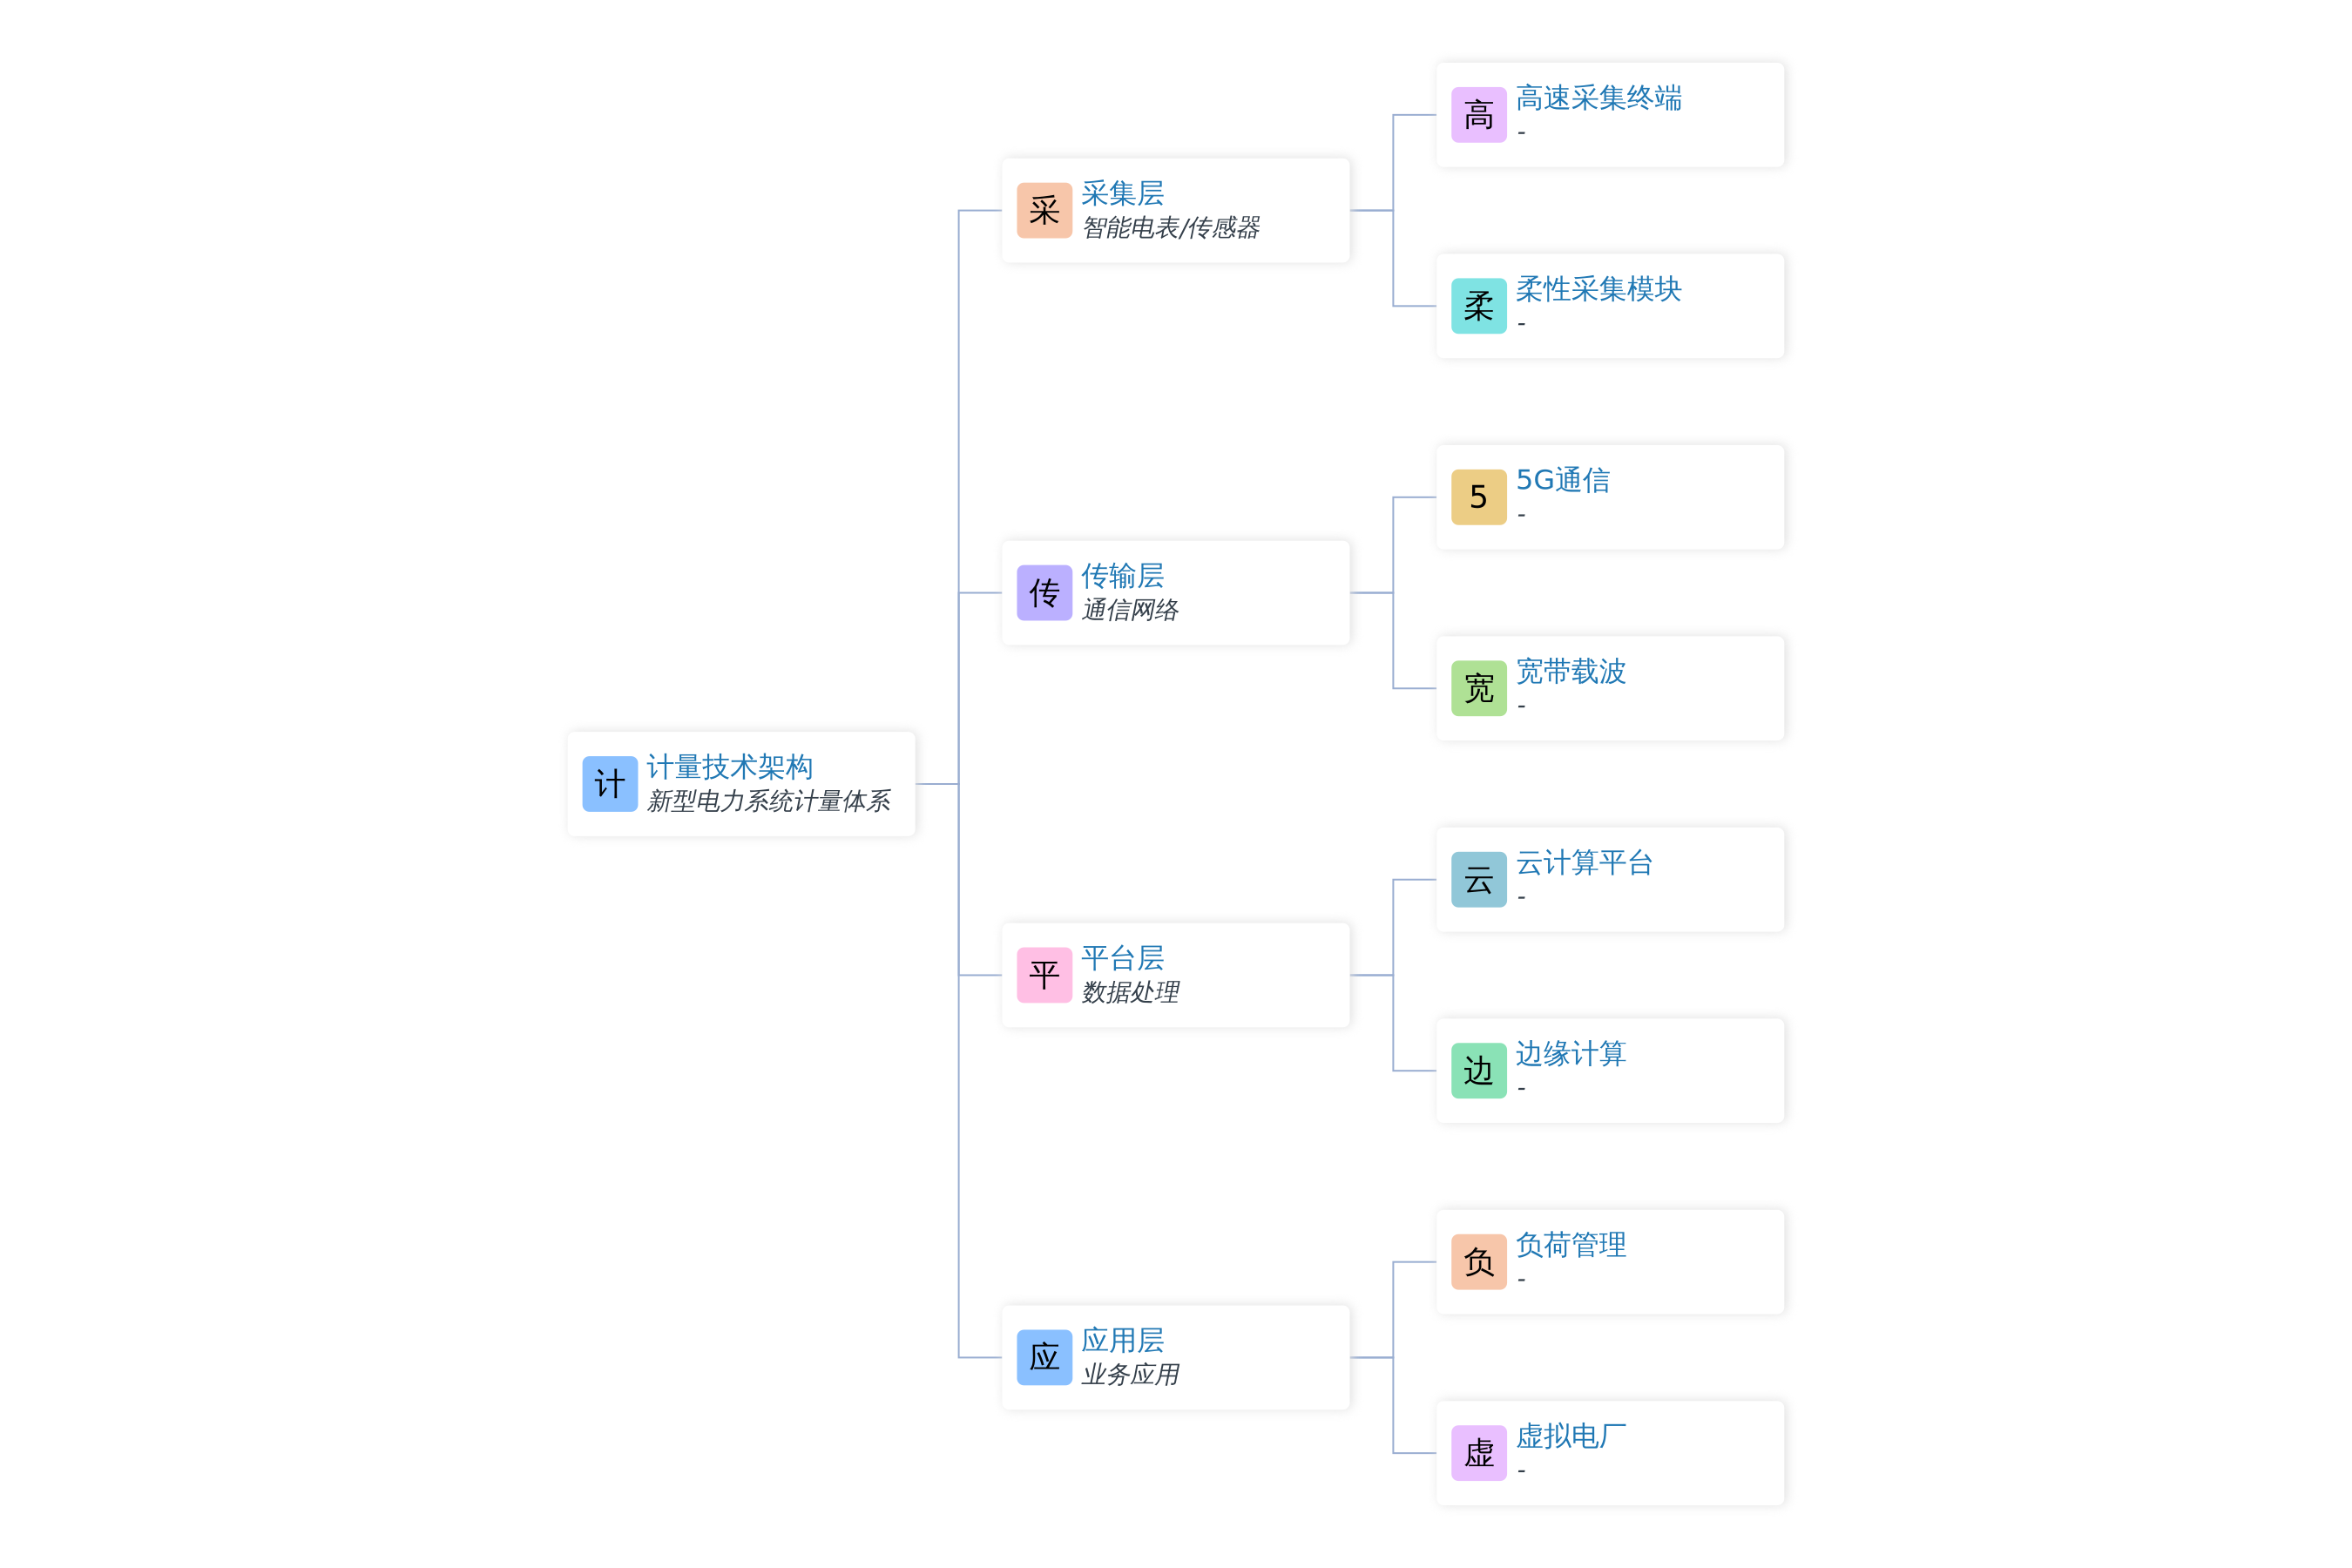 计
计量技术架构
新型电力系统计量体系
采
采集层
智能电表/传感器
高
高速采集终端
-
柔
柔性采集模块
-
传
传输层
通信网络
5
5G通信
-
宽
宽带载波
-
平
平台层
数据处理
云
云计算平台
-
边
边缘计算
-
应
应用层
业务应用
负
负荷管理
-
虚
虚拟电厂
-